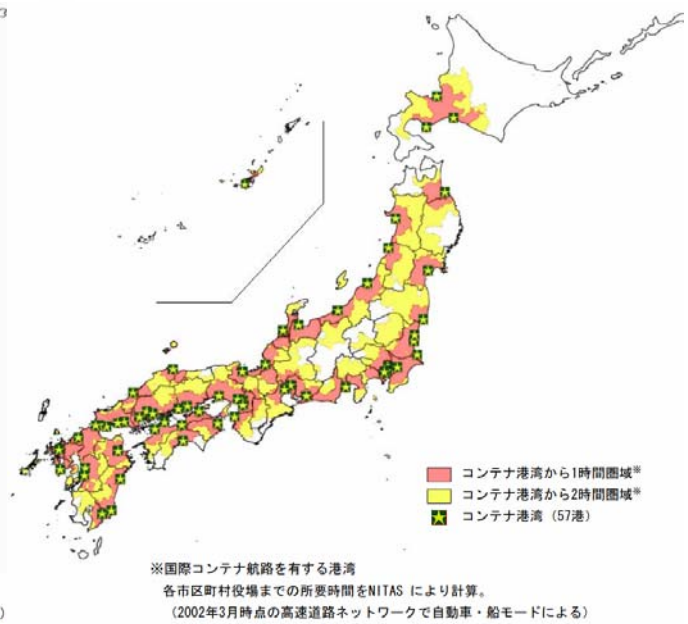 コンテナ港湾から1時間圏域※
コンテナ港湾から2時間圏域※
コンテナ港湾（57港）
※国際コンテナ航路を有する港湾
各市区町村役場までの所要時間をNITAS により計算。
（2002年3月時点の高速道路ネットワークで自動車・船モードによる）